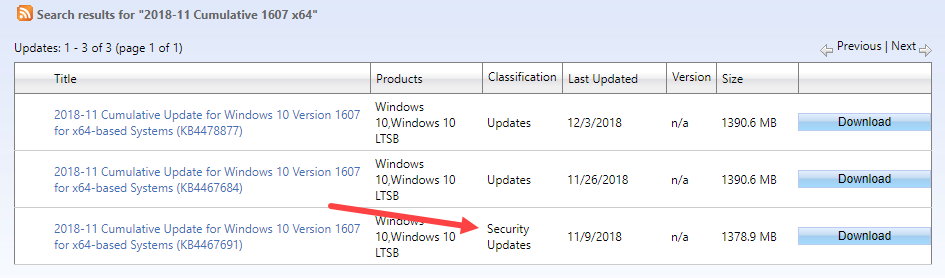 Search results for "2018-11 Cumulative 1607 x64"
Updates: 1 - 3 of 3 (page 1 of 1)
Previous | Next
Title Products Classification Last Updated Version Size
2018-11 Cumulative Update for Windows 10 Version 1607
for x64-based Systems (KB4478877)
Windows
10,Windows 10
LTSB
Updates
12/3/2018
n/a
1390.6 MB
Download
2018-11 Cumulative Update for Windows 10 Version 1607
for x64-based Systems (KB4467684)
Windows
10,Windows 10
LTSB
Updates
11/26/2018
n/a
1390.6 MB
Download
2018-11 Cumulative Update for Windows 10 Version 1607
for x64-based Systems (KB4467691)
Windows
10,Windows 10
LTSB
Security
Updates
11/9/2018
n/a
1378.9 MB
Download